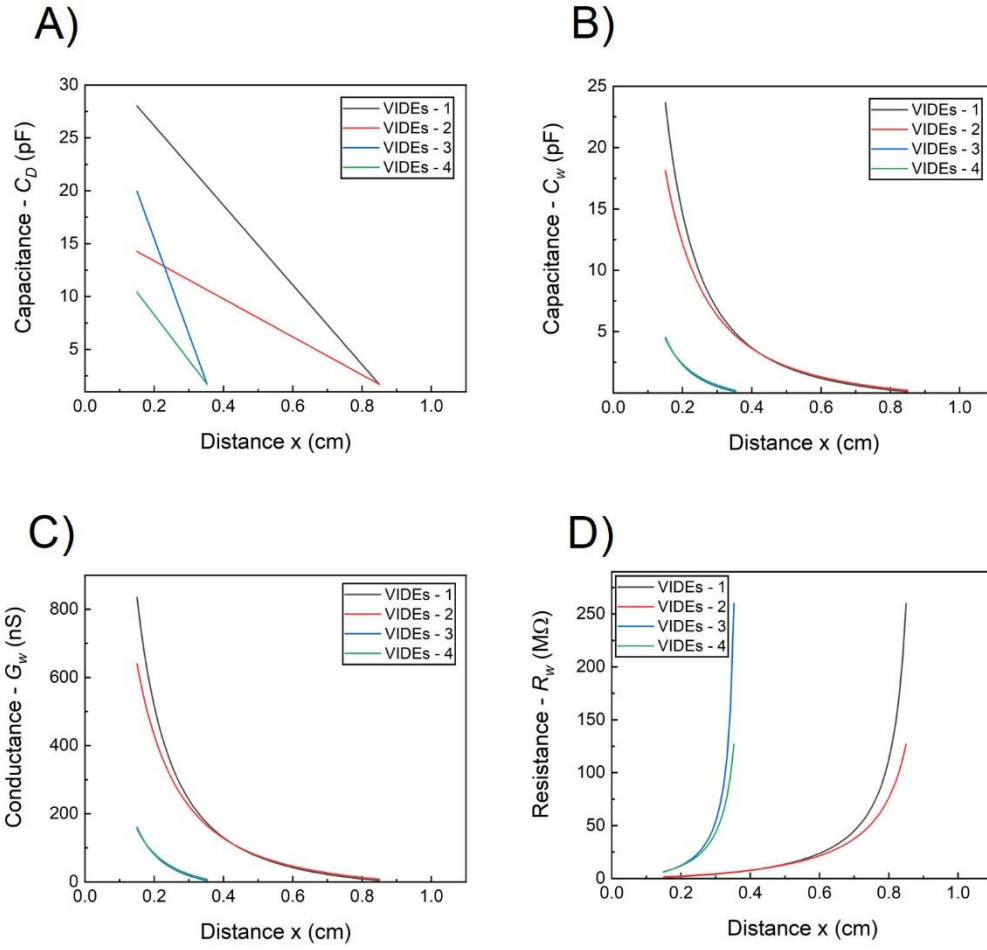 A)
30
25
20
15
10
5
0.0 0.2 0.4 0.6 0.8 1.0
Capacitance - C_D (pF)
Distance x (cm)
VIDEs - 1
VIDEs - 2
VIDEs - 3
VIDEs - 4
B)
25
20
15
10
5
0.0 0.2 0.4 0.6 0.8 1.0
Capacitance - C_w (pF)
Distance x (cm)
VIDEs - 1
VIDEs - 2
VIDEs - 3
VIDEs - 4
C)
800
600
400
200
0
0.0 0.2 0.4 0.6 0.8 1.0
Conductance - G_w (nS)
Distance x (cm)
VIDEs - 1
VIDEs - 2
VIDEs - 3
VIDEs - 4
D)
250
200
150
100
50
0
0.0 0.2 0.4 0.6 0.8 1.0
Resistance - R_w (MΩ)
Distance x (cm)
VIDEs - 1
VIDEs - 2
VIDEs - 3
VIDEs - 4